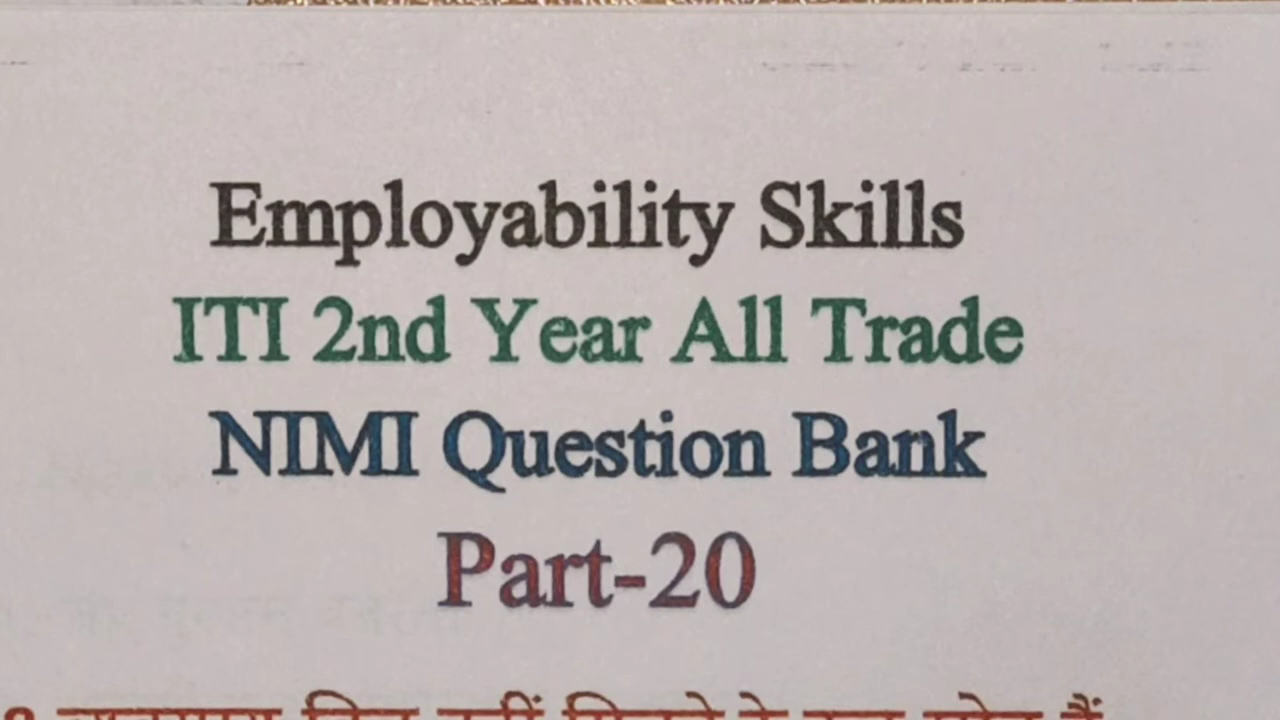 Employability Skills
ITI 2nd Year All Trade
NIMI Question Bank
Part-20